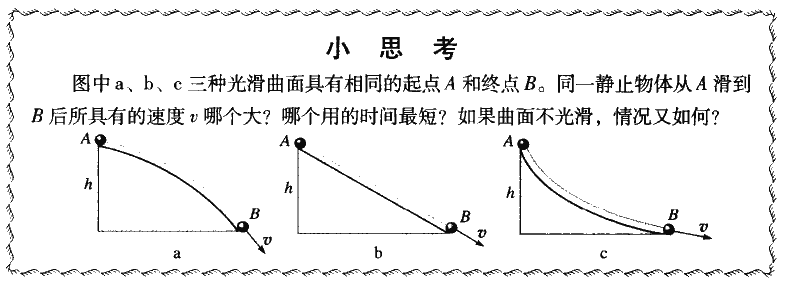 小 思 考
图中 a、b、c 三种光滑曲面具有相同的起点 A 和终点 B。同一静止物体从 A 滑到
B 后所具有的速度 v 哪个大？哪个用的时间最短？如果曲面不光滑，情况又如何？
A
h
B
v
a
A
h
B
v
b
A
h
B
v
c